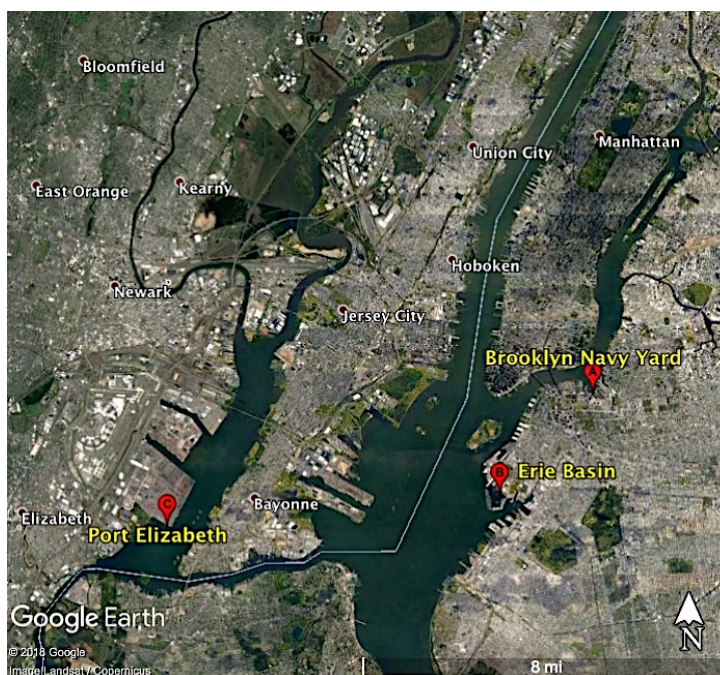 Bloomfield
Union City
Manhattan
East Orange
Kearny
Hoboken
Newark
Jersey City
Brooklyn Navy Yard
A
B
Erie Basin
C
Elizabeth
Bayonne
Port Elizabeth
Google Earth
© 2018 Google
Image Landsat / Copernicus
8 mi
N